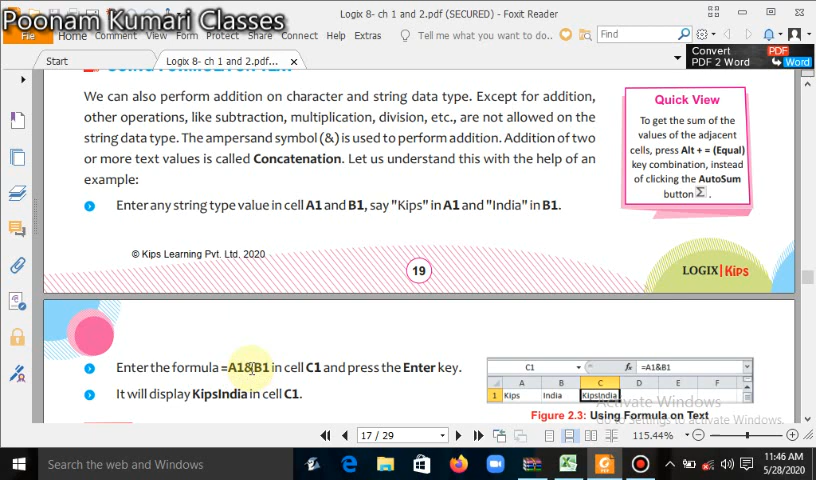 Poonam Kumari Classes
Logix 8- ch 1 and 2.pdf (SECURED) - Foxit Reader
File Home Comment View Form Protect Share Connect Help Extras Tell me what you want to do.. Find
Start Logix 8- ch 1 and 2.pdf...
Convert PDF
PDF 2 Word Word
We can also perform addition on character and string data type. Except for addition,
other operations, like subtraction, multiplication, division, etc., are not allowed on the
string data type. The ampersand symbol (&) is used to perform addition. Addition of two
or more text values is called Concatenation. Let us understand this with the help of an
example:
Enter any string type value in cell A1 and B1, say "Kips" in A1 and "India" in B1.
Quick View
To get the sum of the
values of the adjacent
cells, press Alt + = (Equal)
key combination, instead
of clicking the AutoSum
button Σ .
© Kips Learning Pvt. Ltd. 2020
19
LOGIX Kips
Enter the formula =A1&B1 in cell C1 and press the Enter key.
It will display KipsIndia in cell C1.
C1 fx =A1&B1
A B C D E F
1 Kips India KipsIndia
Figure 2.3: Using Formula on Text
Activate Windows
Go to Settings to activate Windows.
17 / 29 115.44%
Search the web and Windows
11:46 AM
5/28/2020